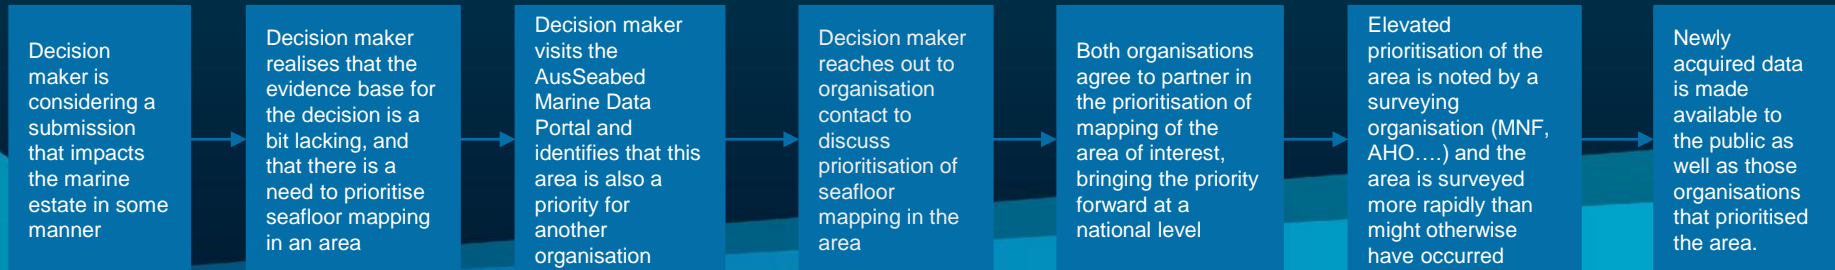 Decision
maker is
considering a
submission
that impacts
the marine
estate in some
manner
Decision maker
realises that the
evidence base for
the decision is a
bit lacking, and
that there is a
need to prioritise
seafloor mapping
in an area
Decision maker
visits the
AusSeabed
Marine Data
Portal and
identifies that this
area is also a
priority for
another
organisation
Decision maker
reaches out to
organisation
contact to
discuss
prioritisation of
seafloor
mapping in the
area
Both organisations
agree to partner in
the prioritisation of
mapping of the
area of interest,
bringing the priority
forward at a
national level
Elevated
prioritisation of the
area is noted by a
surveying
organisation (MNF,
AHO….) and the
area is surveyed
more rapidly than
might otherwise
have occurred
Newly
acquired data
is made
available to
the public as
well as those
organisations
that prioritised
the area.